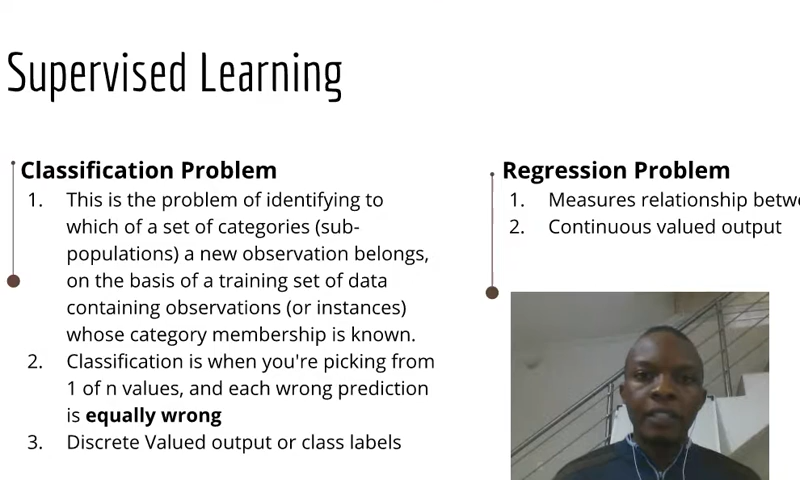 Supervised Learning
Classification Problem
1. This is the problem of identifying to
which of a set of categories (sub-
populations) a new observation belongs,
on the basis of a training set of data
containing observations (or instances)
whose category membership is known.
2. Classification is when you're picking from
1 of n values, and each wrong prediction
is equally wrong
3. Discrete Valued output or class labels
Regression Problem
1. Measures relationship
2. Continuous valued output